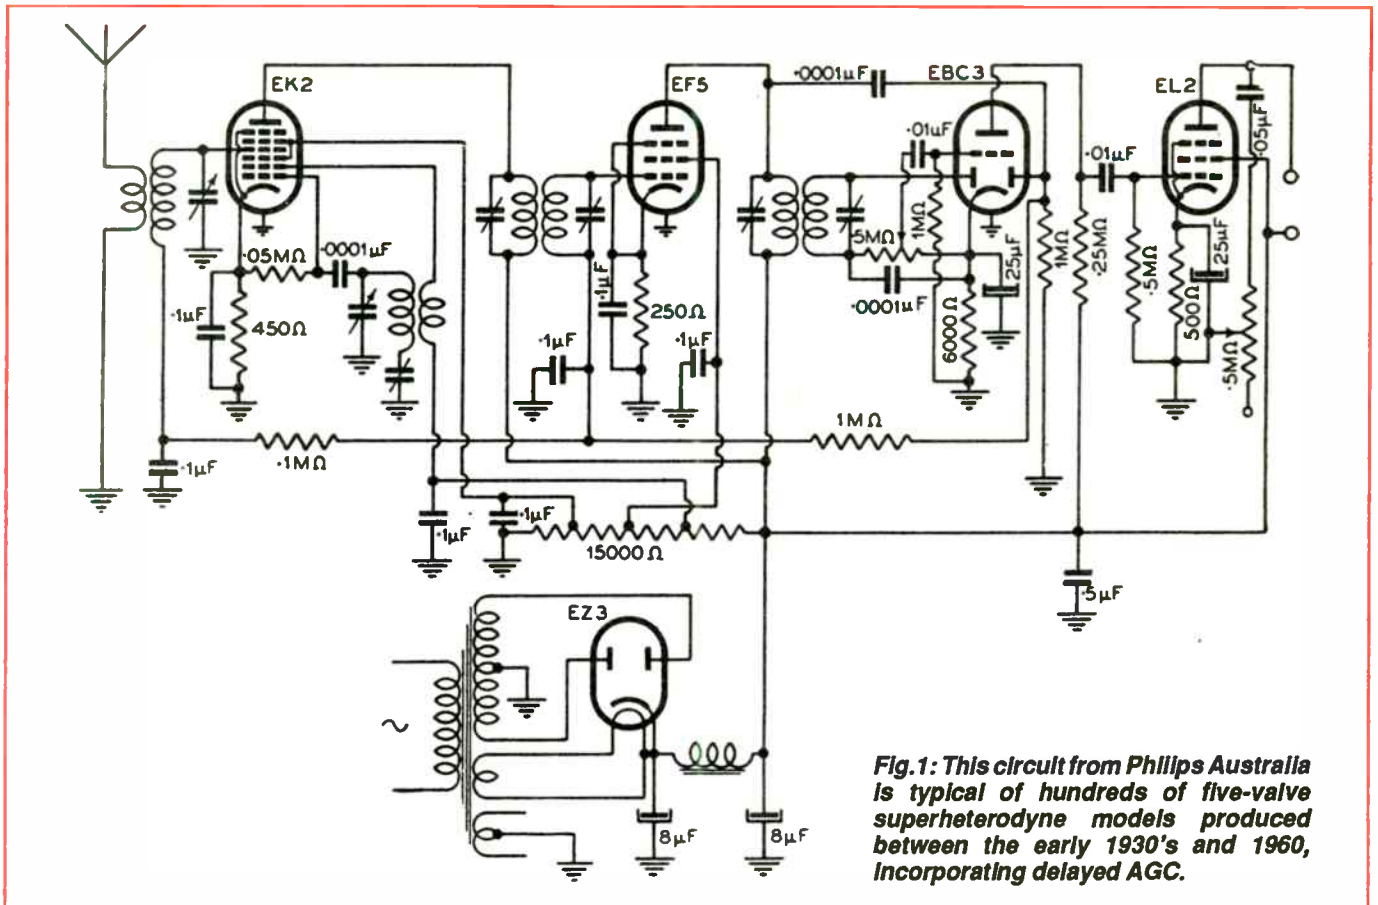 EK2
EF5
·0001µF
EBC3
EL2
·01µF
·05µF
·01µF
1MΩ
·5MΩ
·05MΩ
·0001µF
·1µF
450Ω
·1µF
250Ω
·1µF
·1µF
·0001µF
25µF
6000Ω
1MΩ
·25MΩ
·5MΩ
500Ω
25µF
·5MΩ
1MΩ
·1MΩ
·1µF
·1µF
·1µF
15000Ω
·5µF
EZ3
~
8µF
8µF
Fig.1: This circuit from Philips Australia
is typical of hundreds of five-valve
superheterodyne models produced
between the early 1930's and 1960,
incorporating delayed AGC.